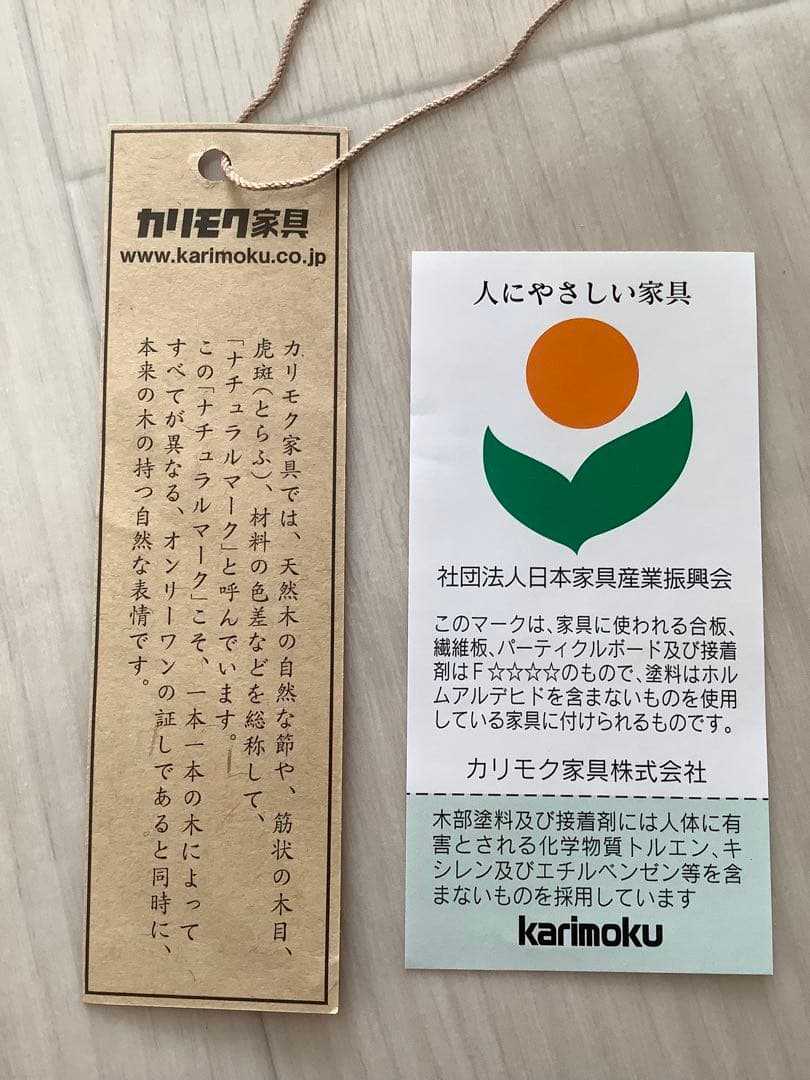 カリモク家具
www.karimoku.co.jp
カリモク家具では、天然木の自然な節や、筋状の木目、
虎斑(とらふ)、材料の色差などを総称して、
「ナチュラルマーク」と呼んでいます。
この「ナチュラルマーク」こそ、一本一本の木によって
すべてが異なる、オンリーワンの証しであると同時に、
本来の木の持つ自然な表情です。
人にやさしい家具
社団法人日本家具産業振興会
このマークは、家具に使われる合板、
繊維板、パーティクルボード及び接着
剤はF☆☆☆☆のもので、塗料はホル
ムアルデヒドを含まないものを使用
している家具に付けられるものです。
カリモク家具株式会社
木部塗料及び接着剤には人体に有
害とされる化学物質トルエン、キ
シレン及びエチルベンゼン等を含
まないものを採用しています
karimoku